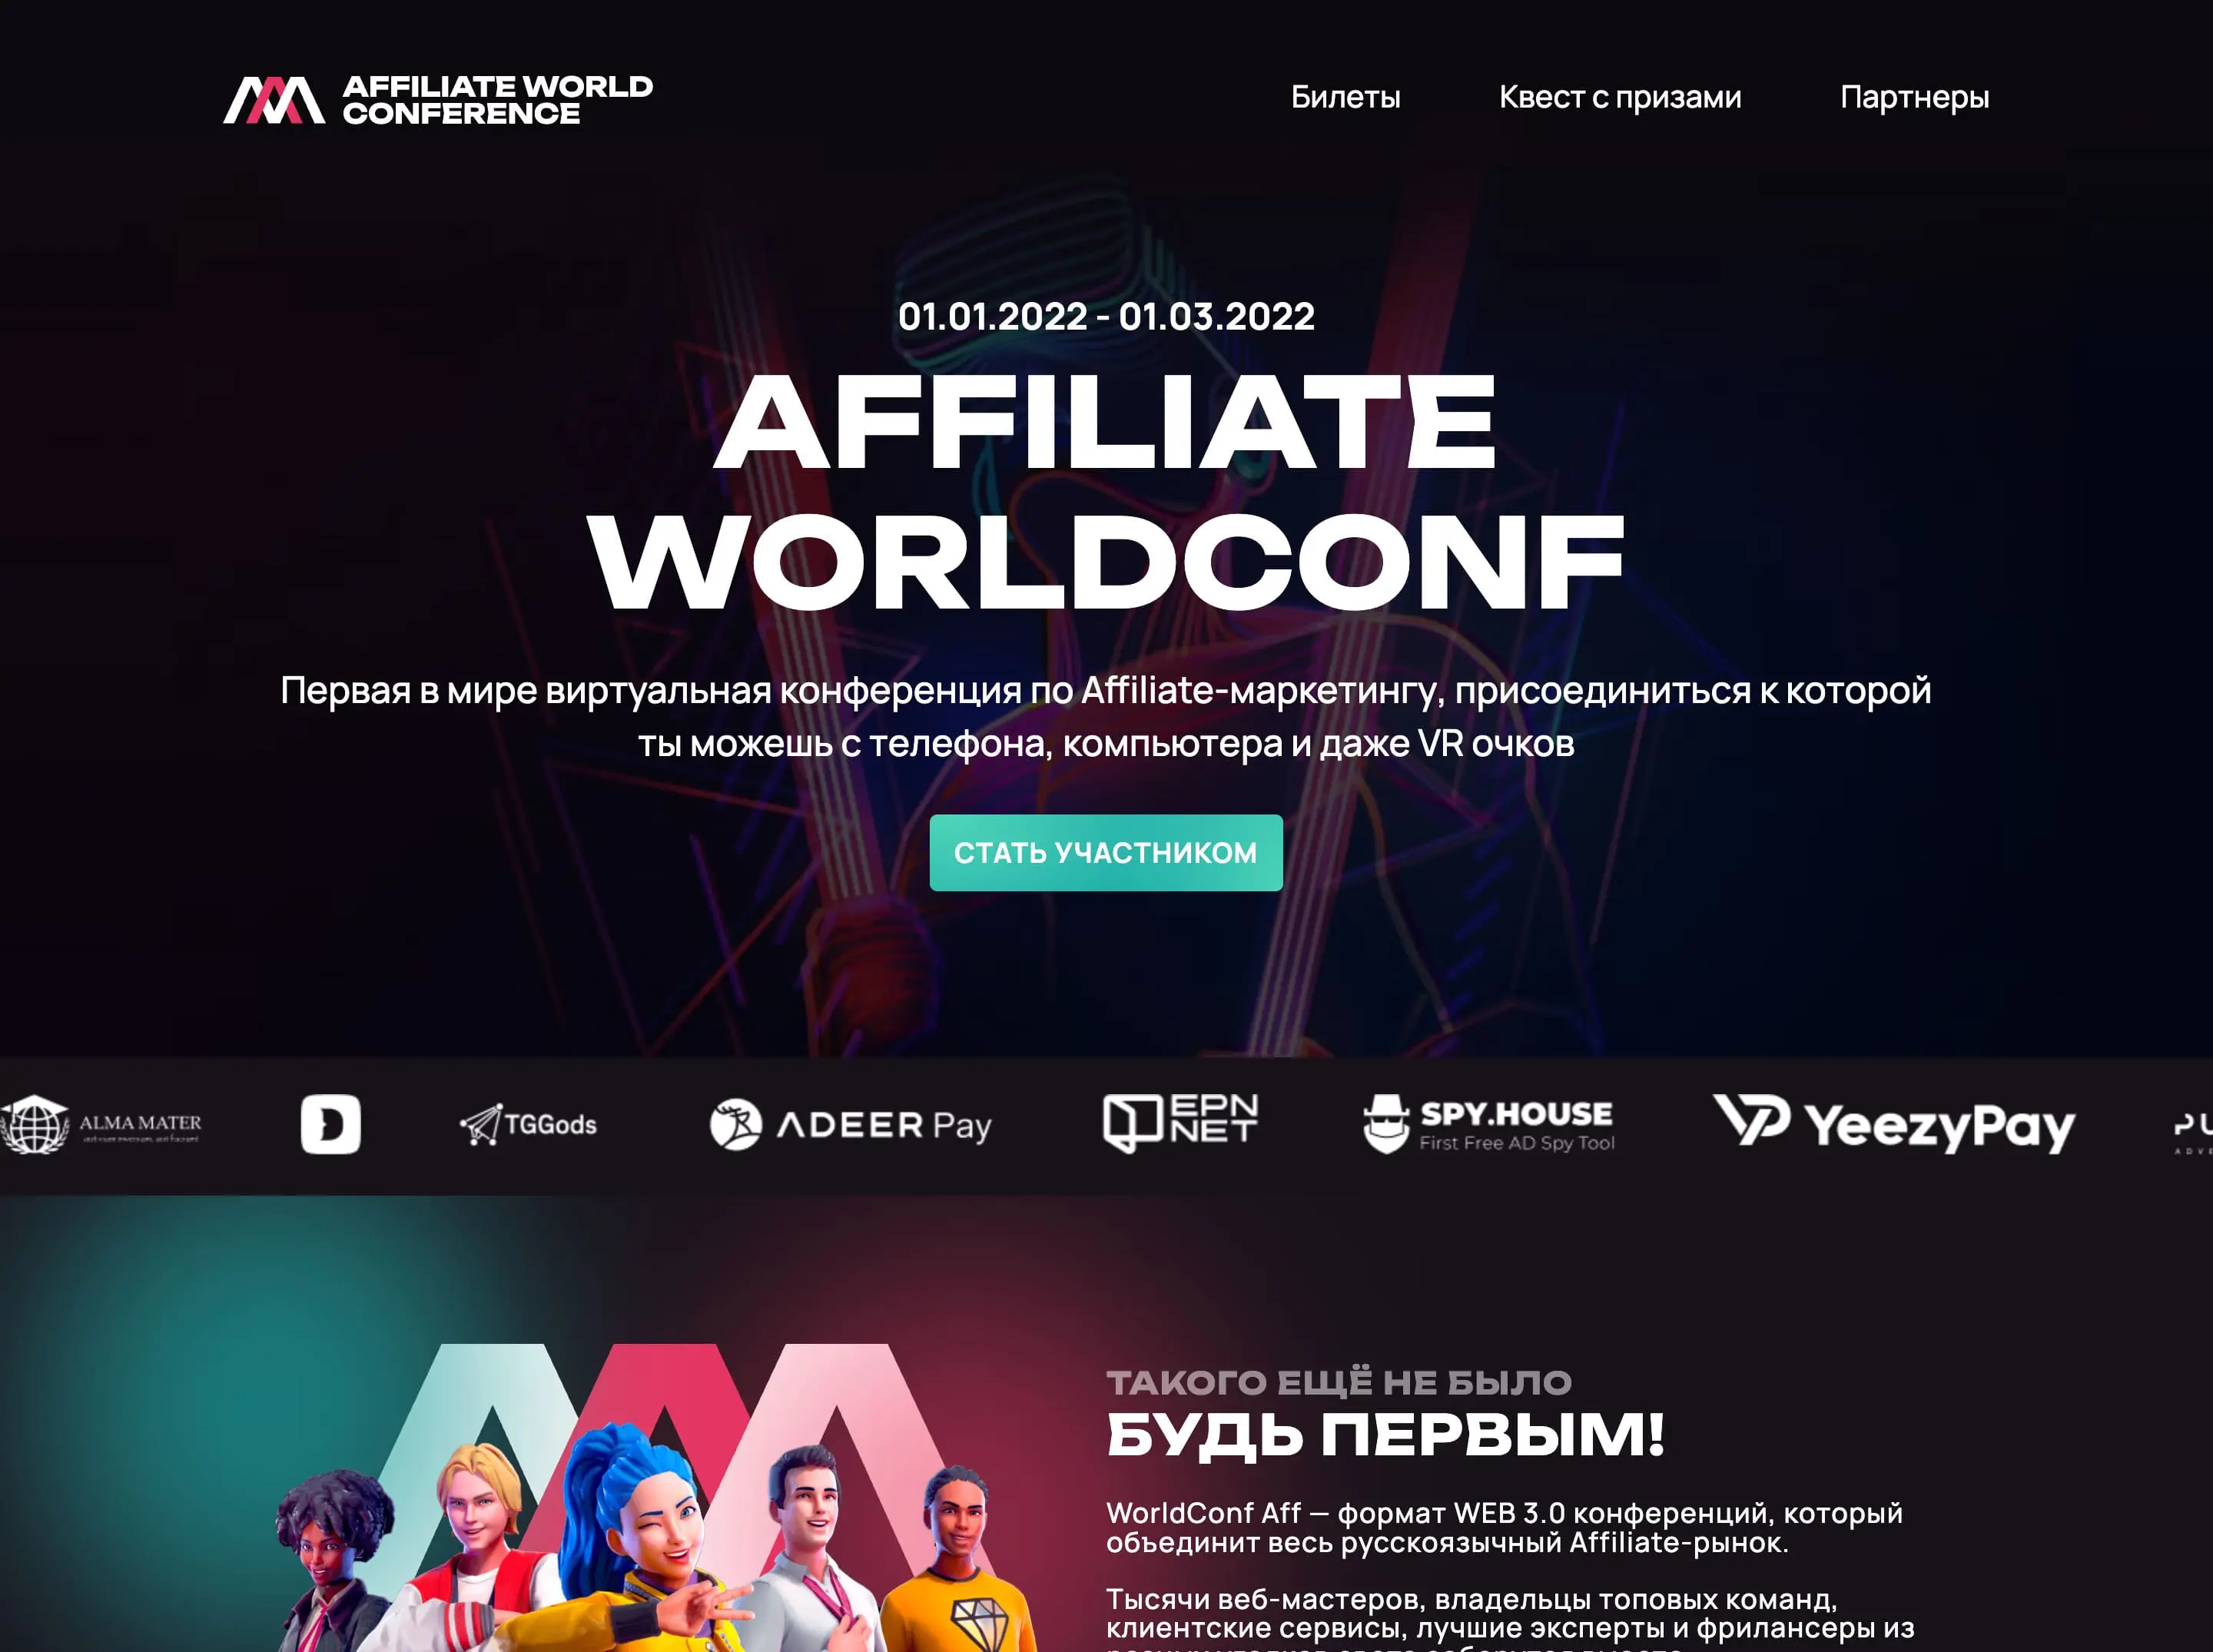 AFFILIATE WORLD
CONFERENCE
Билеты
Квест с призами
Партнеры
01.01.2022 - 01.03.2022
AFFILIATE
WORLDCONF
Первая в мире виртуальная конференция по Affiliate-маркетингу, присоединиться к которой
ты можешь с телефона, компьютера и даже VR очков
СТАТЬ УЧАСТНИКОМ
ALMA MATER
D
TGGods
ADEER Pay
EPN
NET
SPY.HOUSE
First Free AD Spy Tool
YeezyPay
ТАКОГО ЕЩЁ НЕ БЫЛО
БУДЬ ПЕРВЫМ!
WorldConf Aff — формат WEB 3.0 конференций, который
объединит весь русскоязычный Affiliate-рынок.
Тысячи веб-мастеров, владельцы топовых команд,
клиентские сервисы, лучшие эксперты и фрилансеры из